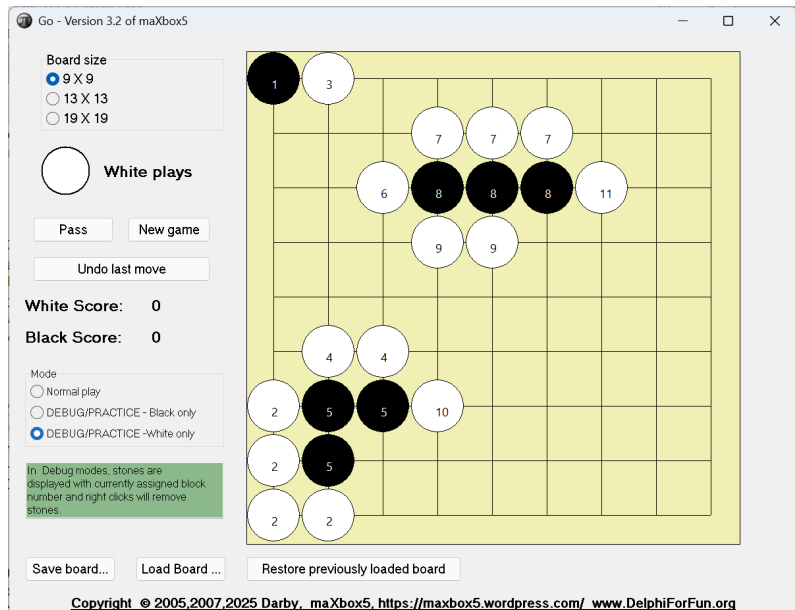 Go - Version 3.2 of maXbox5
Board size
9 X 9
13 X 13
19 X 19
White plays
Pass
New game
Undo last move
White Score: 0
Black Score: 0
Mode
Normal play
DEBUG/PRACTICE - Black only
DEBUG/PRACTICE -White only
In Debug modes, stones are
displayed with currently assigned block
number and right clicks will remove
stones.
1 3
7 7 7
6 8 8 8 11
9 9
4 4
2 5 5 10
2 5
2 2
Save board...
Load Board ...
Restore previously loaded board
Copyright © 2005,2007,2025 Darby, maXbox5, https://maxbox5.wordpress.com/ www.DelphiForFun.org